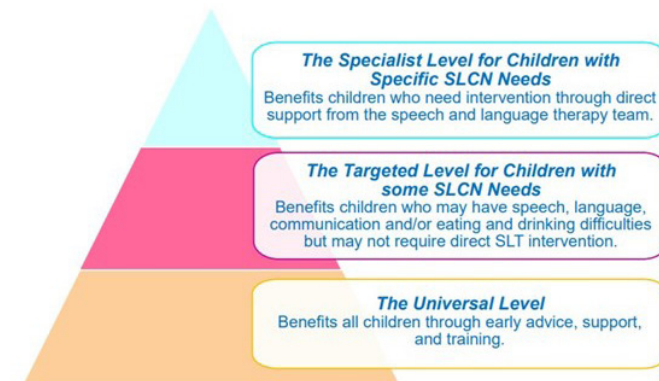 The Specialist Level for Children with
Specific SLCN Needs
Benefits children who need intervention through direct
support from the speech and language therapy team.
The Targeted Level for Children with
some SLCN Needs
Benefits children who may have speech, language,
communication and/or eating and drinking difficulties
but may not require direct SLT intervention.
The Universal Level
Benefits all children through early advice, support,
and training.